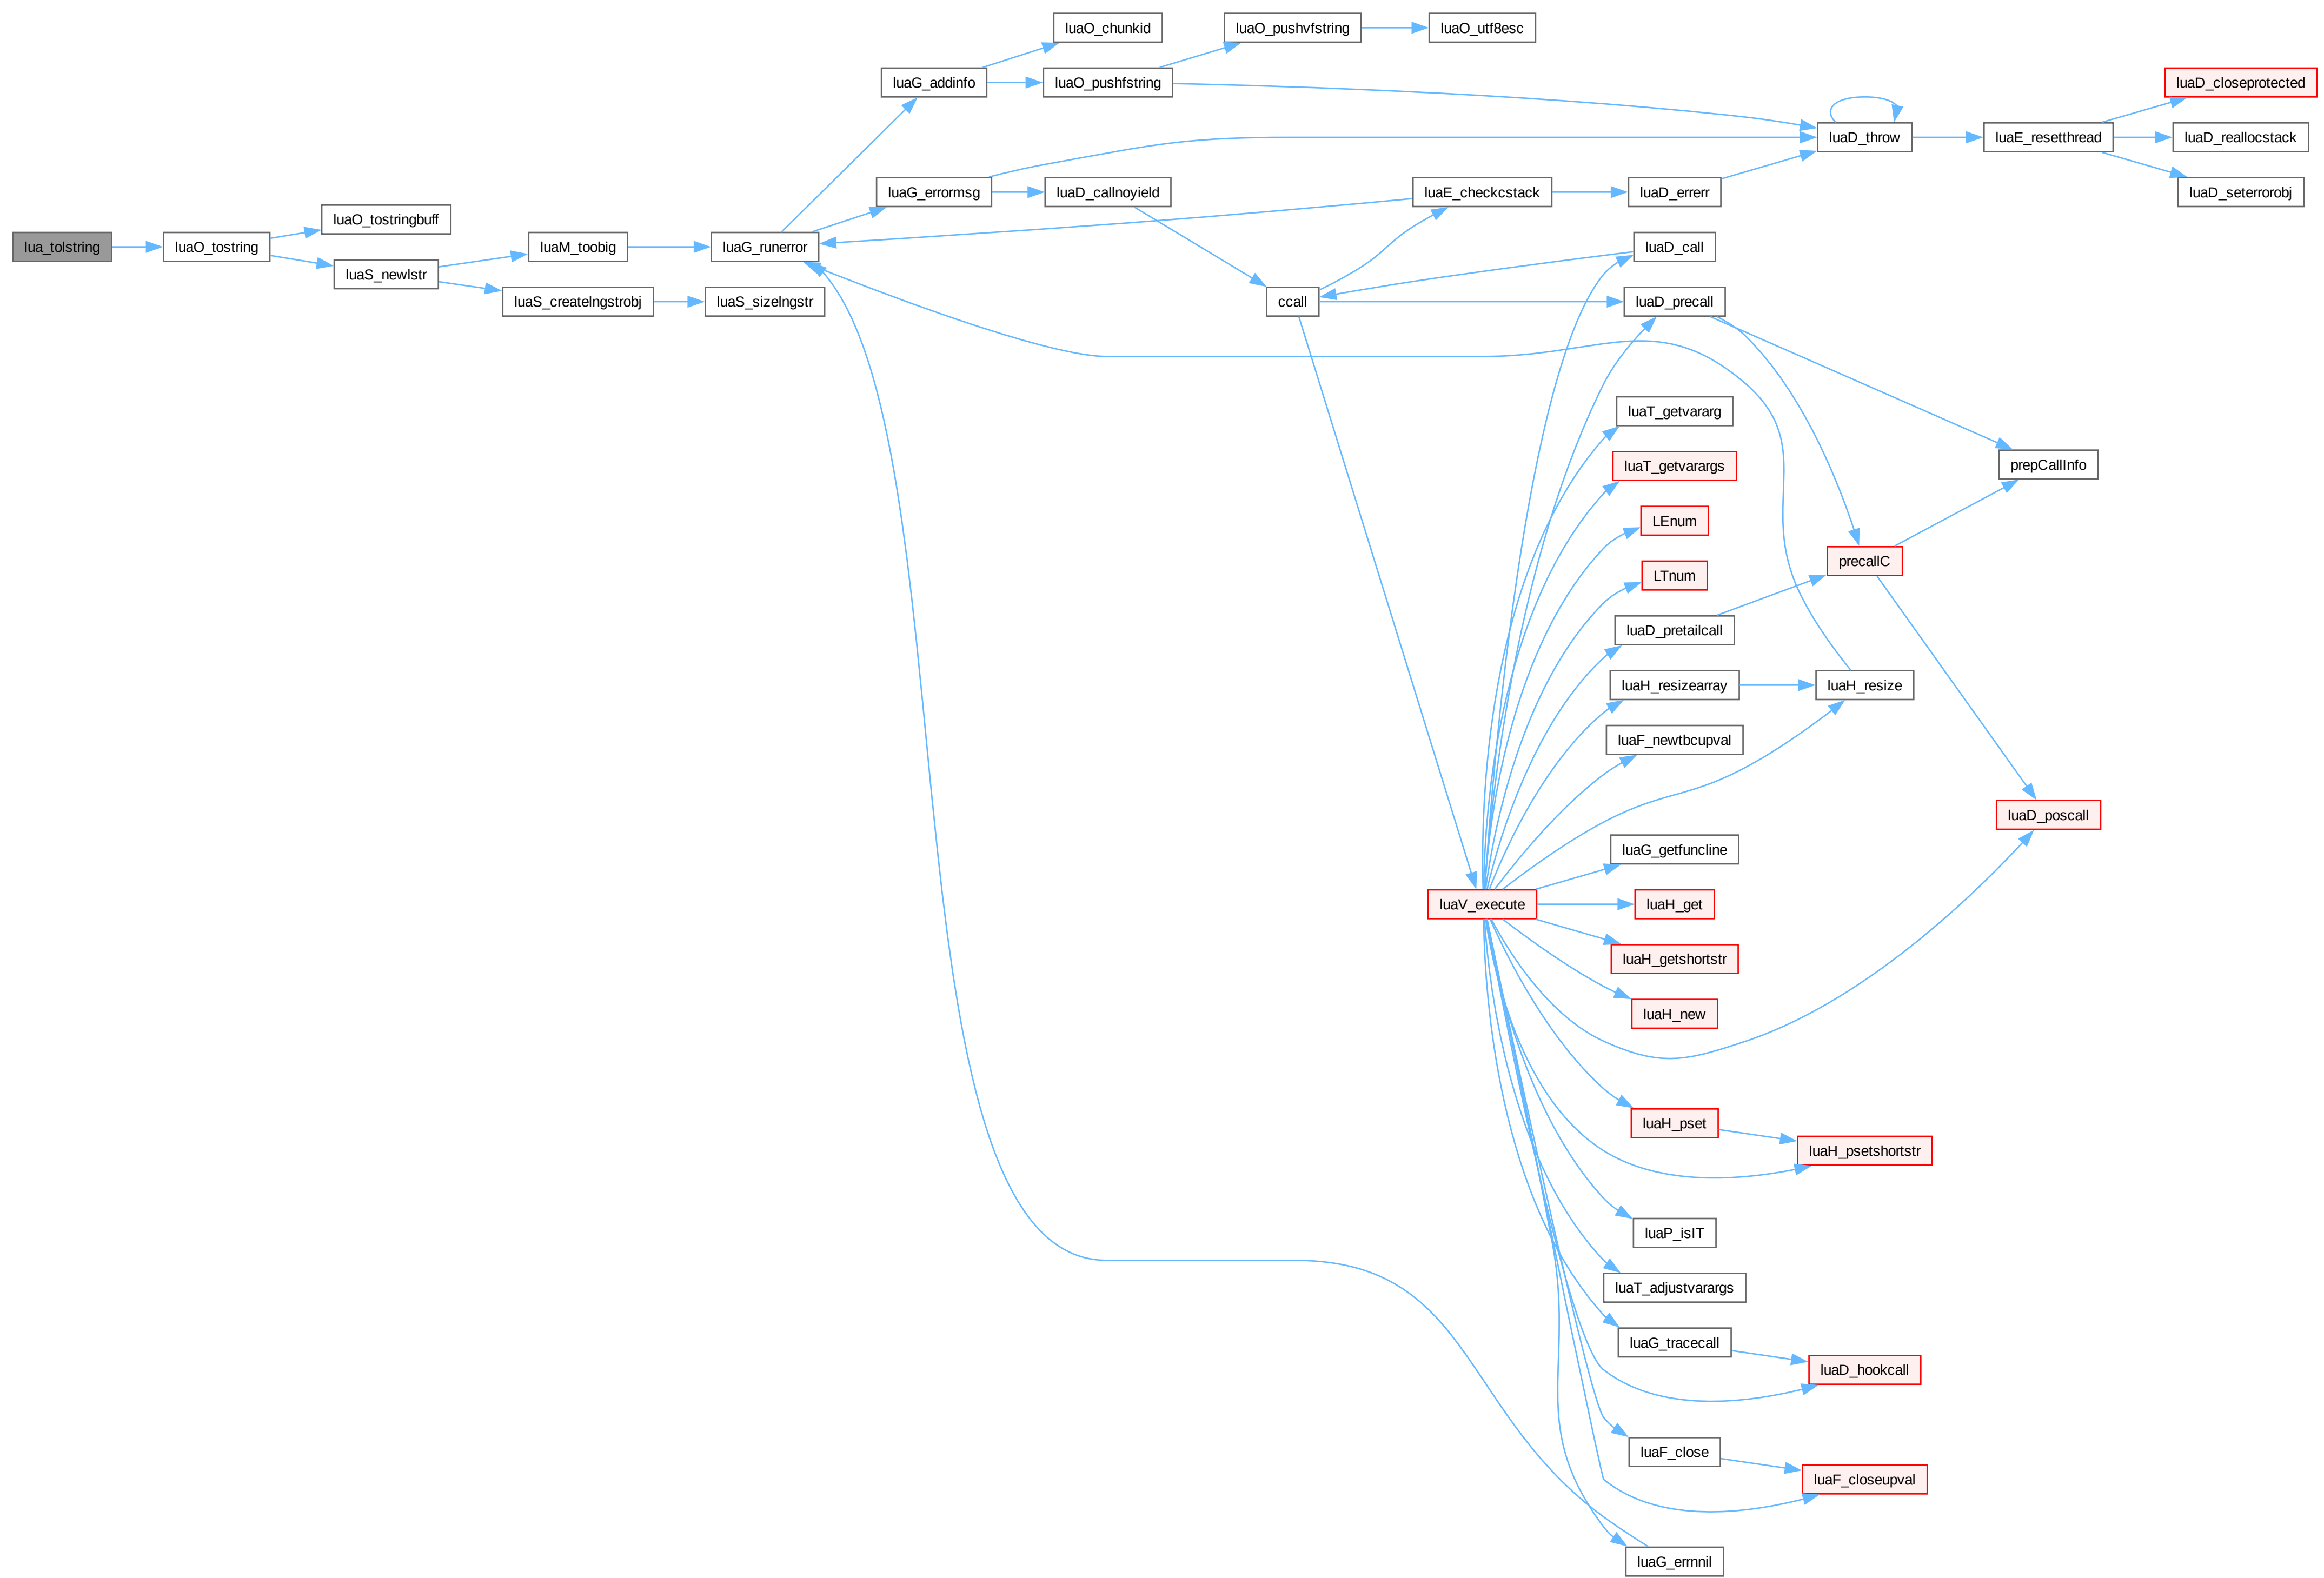 luaO_chunkid
luaO_pushvfstring
luaO_utf8esc
luaG_addinfo
luaO_pushfstring
luaD_closeprotected
luaD_throw
luaE_resetthread
luaD_reallocstack
luaG_errormsg
luaD_callnoyield
luaE_checkcstack
luaD_errerr
luaD_seterrorobj
luaO_tostringbuff
lua_tolstring
luaO_tostring
luaM_toobig
luaG_runerror
luaD_call
luaS_newlstr
luaS_createlngstrobj
luaS_sizelngstr
ccall
luaD_precall
luaT_getvararg
luaT_getvarargs
prepCallInfo
LEnum
precallC
LTnum
luaD_pretailcall
luaH_resizearray
luaH_resize
luaF_newtbcupval
luaD_poscall
luaG_getfuncline
luaV_execute
luaH_get
luaH_getshortstr
luaH_new
luaH_pset
luaH_psetshortstr
luaP_isIT
luaT_adjustvarargs
luaG_tracecall
luaD_hookcall
luaF_close
luaF_closeupval
luaG_errnnil